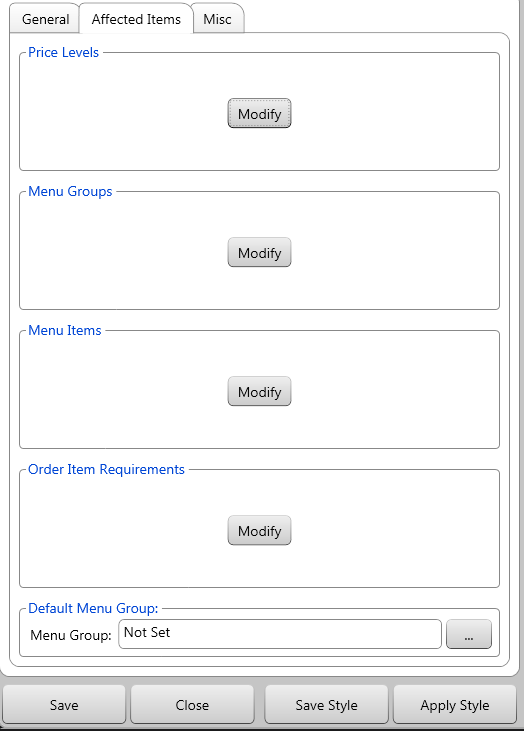 General Affected Items Misc
Price Levels
Modify
Menu Groups
Modify
Menu Items
Modify
Order Item Requirements
Modify
Default Menu Group:
Menu Group: Not Set ...
Save Close Save Style Apply Style